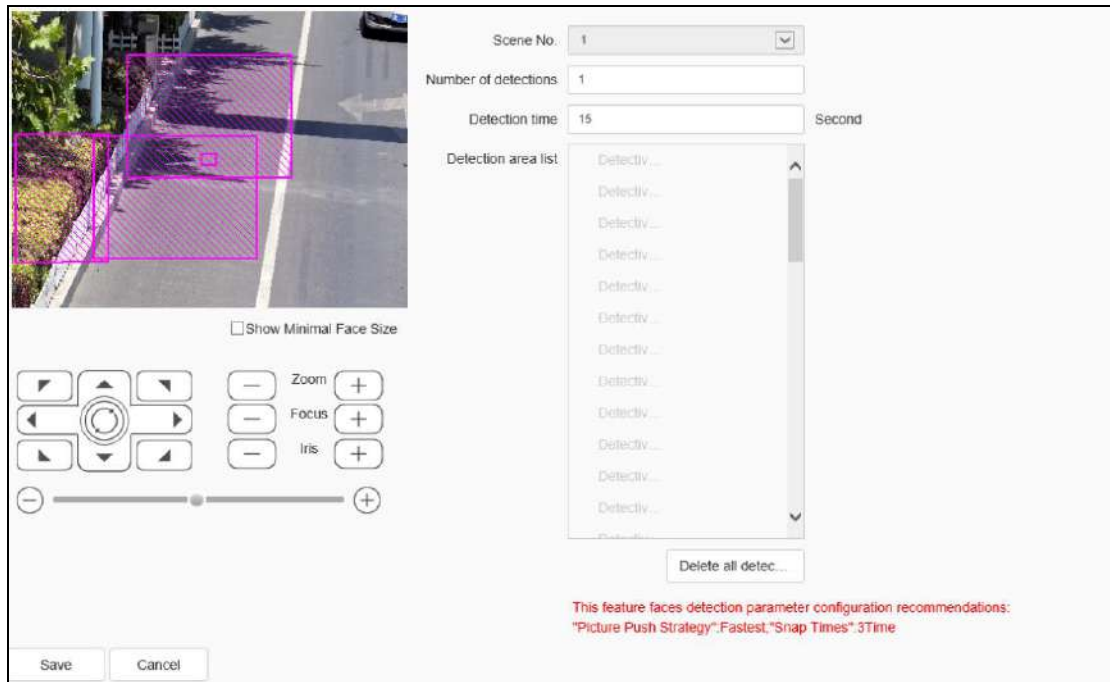 Scene No. 1
Number of detections 1
Detection time 15 Second
Detection area list Detectiv...
Detectiv...
Detectiv...
Detectiv...
Detectiv...
Detectiv...
Detectiv...
Detectiv...
Detectiv...
Detectiv...
Detectiv...
Detectiv...
Show Minimal Face Size
Zoom
Focus
Iris
Delete all detec...
This feature faces detection parameter configuration recommendations:
"Picture Push Strategy":Fastest;"Snap Times":3Time
Save Cancel